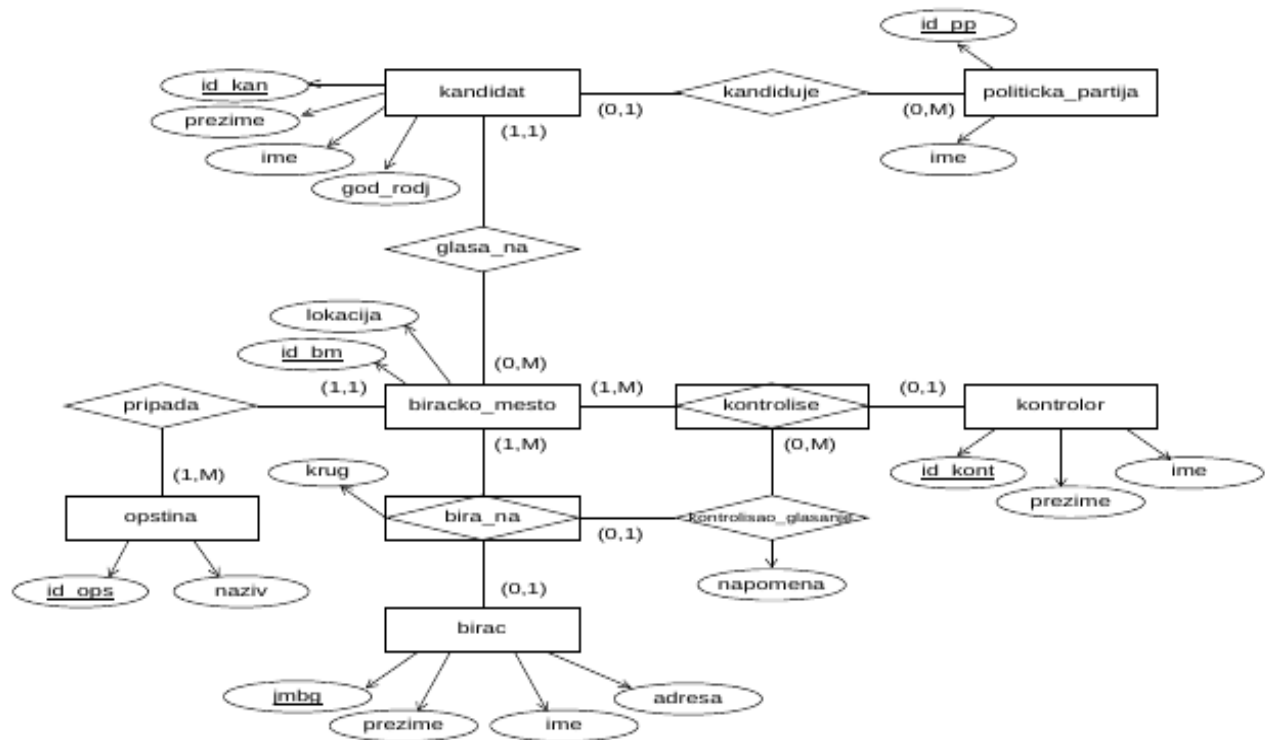 id_pp
id_kan
kandidat
kanduje
politicka_partija
(0,1)
(0,M)
prezime
(1,1)
ime
ime
god_rodj
glasa_na
lokacija
id_bm
(0,M)
(1,1)
(1,M)
(0,1)
pripada
biracko_mesto
kontrolise
kontrolor
(1,M)
(0,M)
krug
(1,M)
id_kont
ime
prezime
opstina
bira_na
(0,1)
napomena
id_ops
naziv
(0,1)
birac
jmbg
adresa
prezime
ime